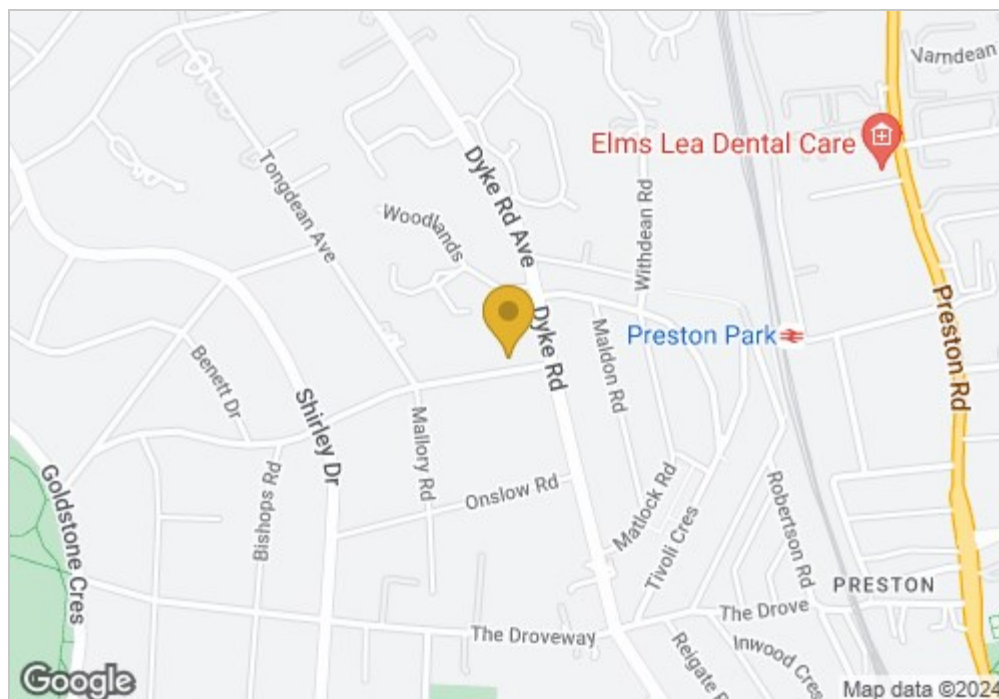 Varndean
Elms Lea Dental Care
Dyke Rd Ave
Tongdean Ave
Woodlands
Withdean Rd
Preston Rd
Dyke Rd
Preston Park
Maldon Rd
Benett Dr
Shirley Dr
Mallory Rd
Goldstone Cres
Bishops Rd
Onslow Rd
Matlock Rd
Tivoli Cres
Robertson Rd
PRESTON
The Drove
The Droveway
Inwood Cres
Reigate
Google
Map data ©2024